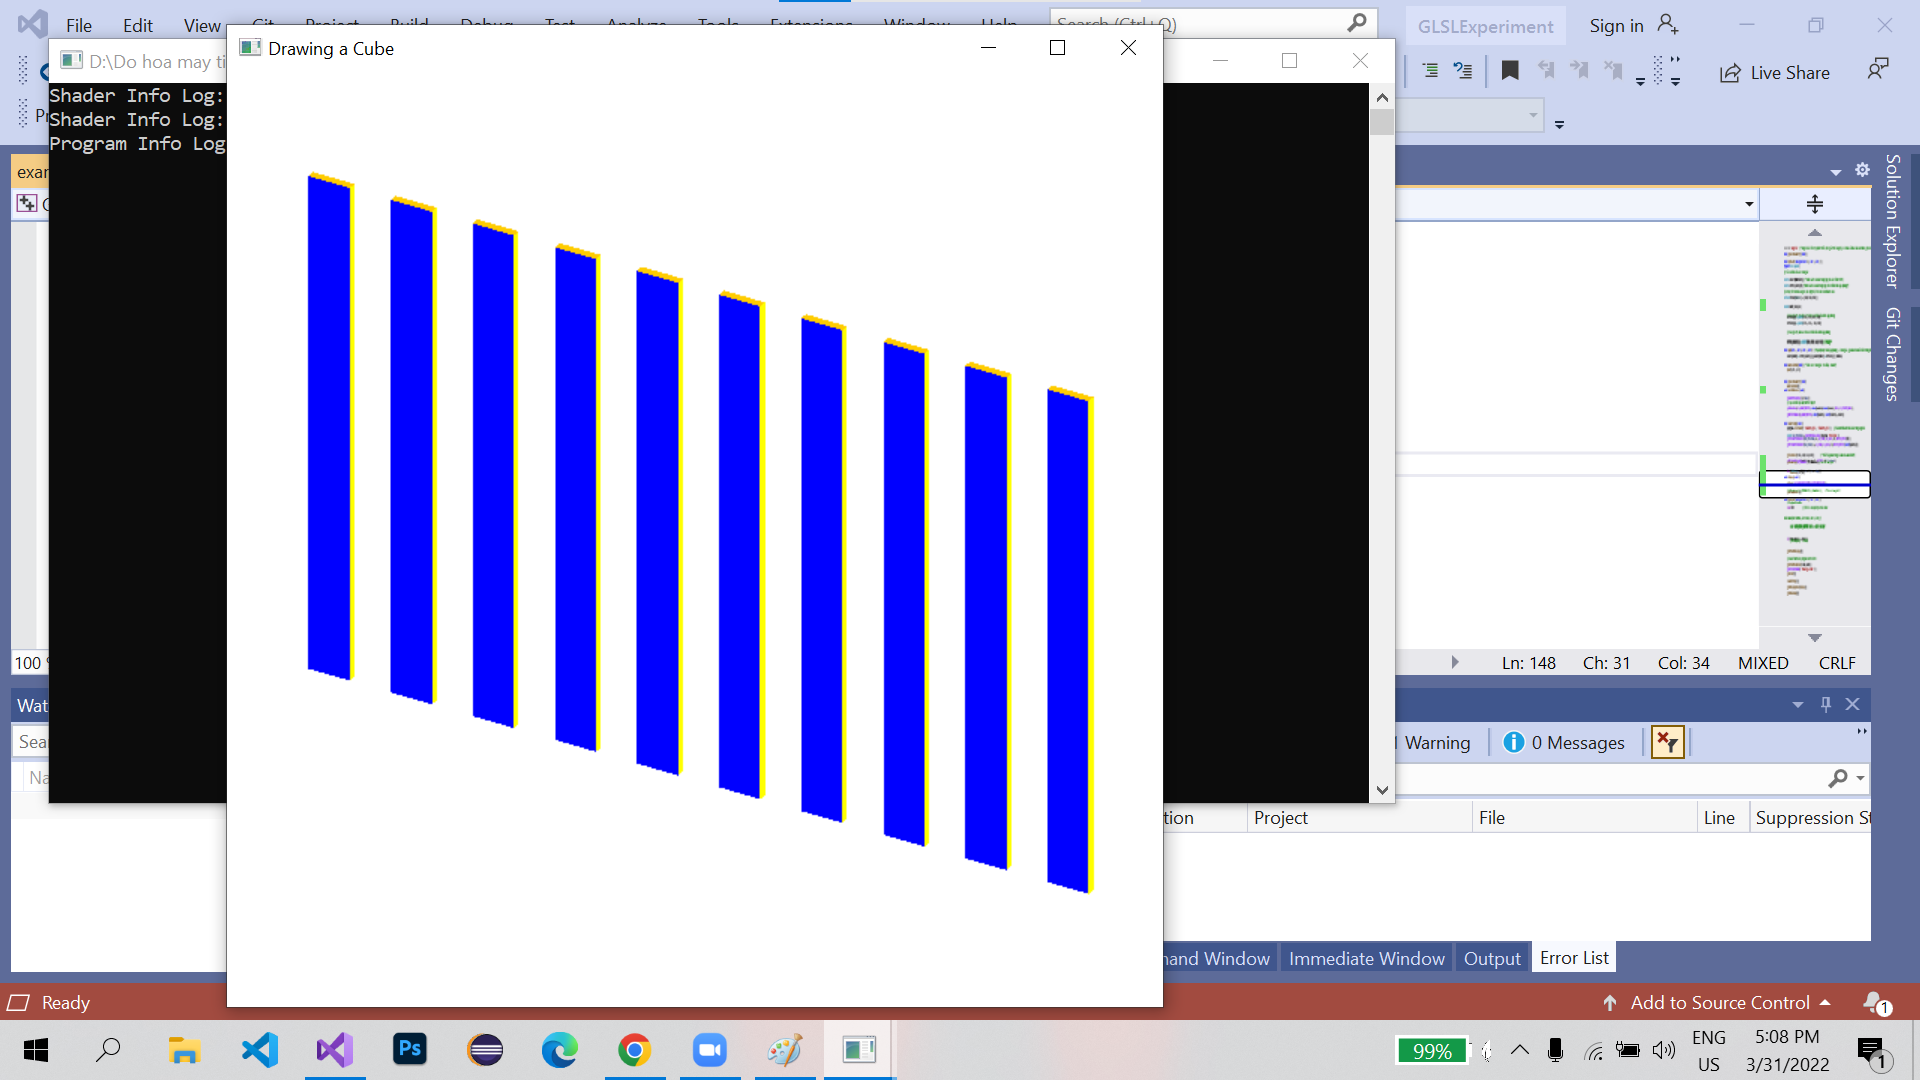 File Edit View Git Project Build Debug Test Analyze Tools Extensions Window Help Search (Ctrl+Q) GLSLExperiment Sign in
Drawing a Cube
D:\Do hoa may ti
Live Share
Shader Info Log:
Shader Info Log:
Program Info Log
exar
Solution Explorer
Git Changes
100 %
Ln: 148 Ch: 31 Col: 34 MIXED CRLF
Wat
Sea
Na
Warning 0 Messages
tion Project File Line Suppression St
hand Window Immediate Window Output Error List
Ready
Add to Source Control
1
Ps
99%
ENG
US
5:08 PM
3/31/2022
1